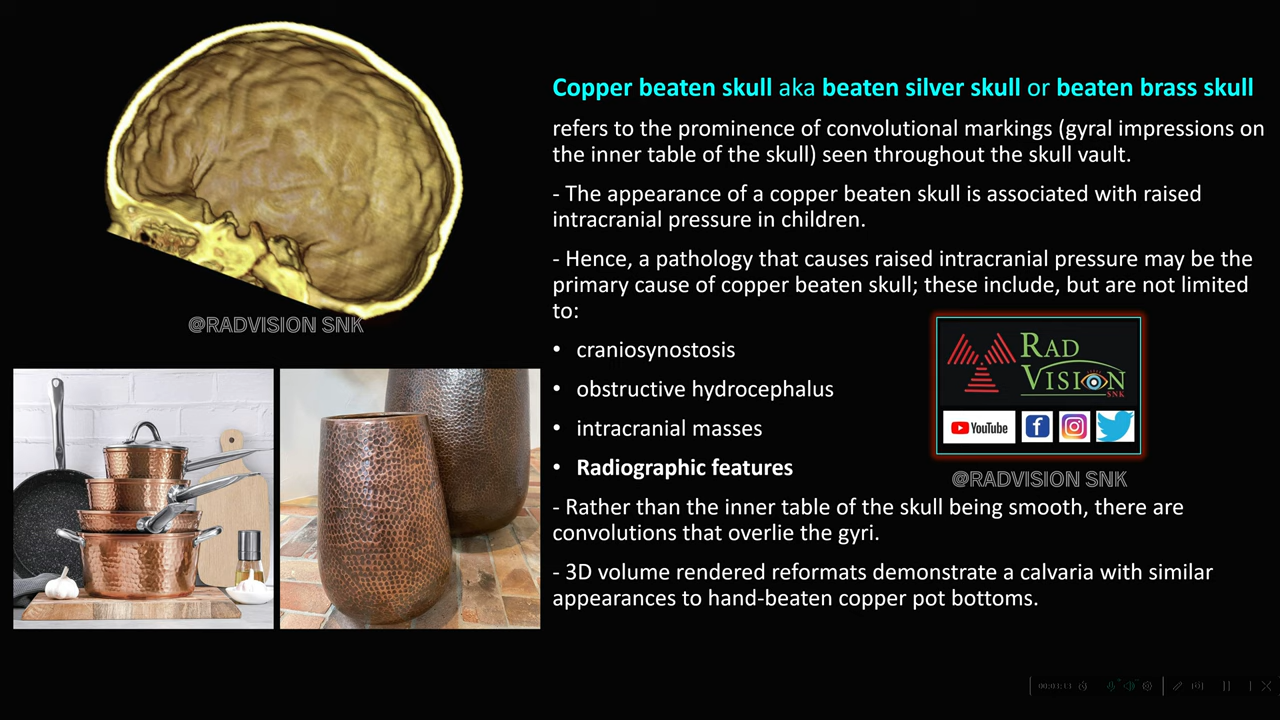 Copper beaten skull aka beaten silver skull or beaten brass skull
refers to the prominence of convolutional markings (gyral impressions on
the inner table of the skull) seen throughout the skull vault.
- The appearance of a copper beaten skull is associated with raised
intracranial pressure in children.
- Hence, a pathology that causes raised intracranial pressure may be the
primary cause of copper beaten skull; these include, but are not limited
to:
• craniosynostosis
• obstructive hydrocephalus
• intracranial masses
• Radiographic features
- Rather than the inner table of the skull being smooth, there are
convolutions that overlie the gyri.
- 3D volume rendered reformats demonstrate a calvaria with similar
appearances to hand-beaten copper pot bottoms.
@RADVISION SNK
RAD
VISION
SNK
YouTube
@RADVISION SNK